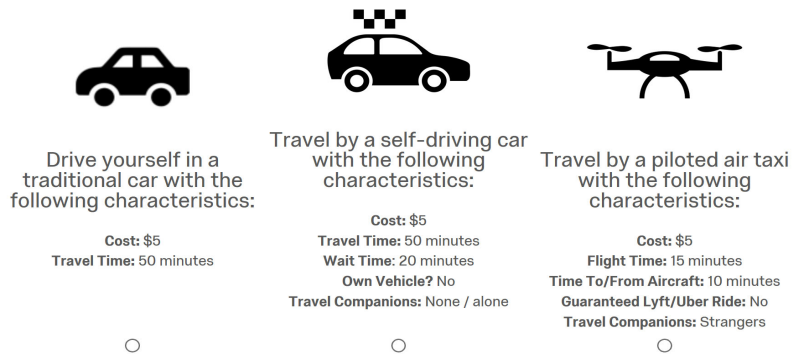 Drive yourself in a
traditional car with the
following characteristics:
Cost: $5
Travel Time: 50 minutes
Travel by a self-driving car
with the following
characteristics:
Cost: $5
Travel Time: 50 minutes
Wait Time: 20 minutes
Own Vehicle? No
Travel Companions: None / alone
Travel by a piloted air taxi
with the following
characteristics:
Cost: $5
Flight Time: 15 minutes
Time To/From Aircraft: 10 minutes
Guaranteed Lyft/Uber Ride: No
Travel Companions: Strangers